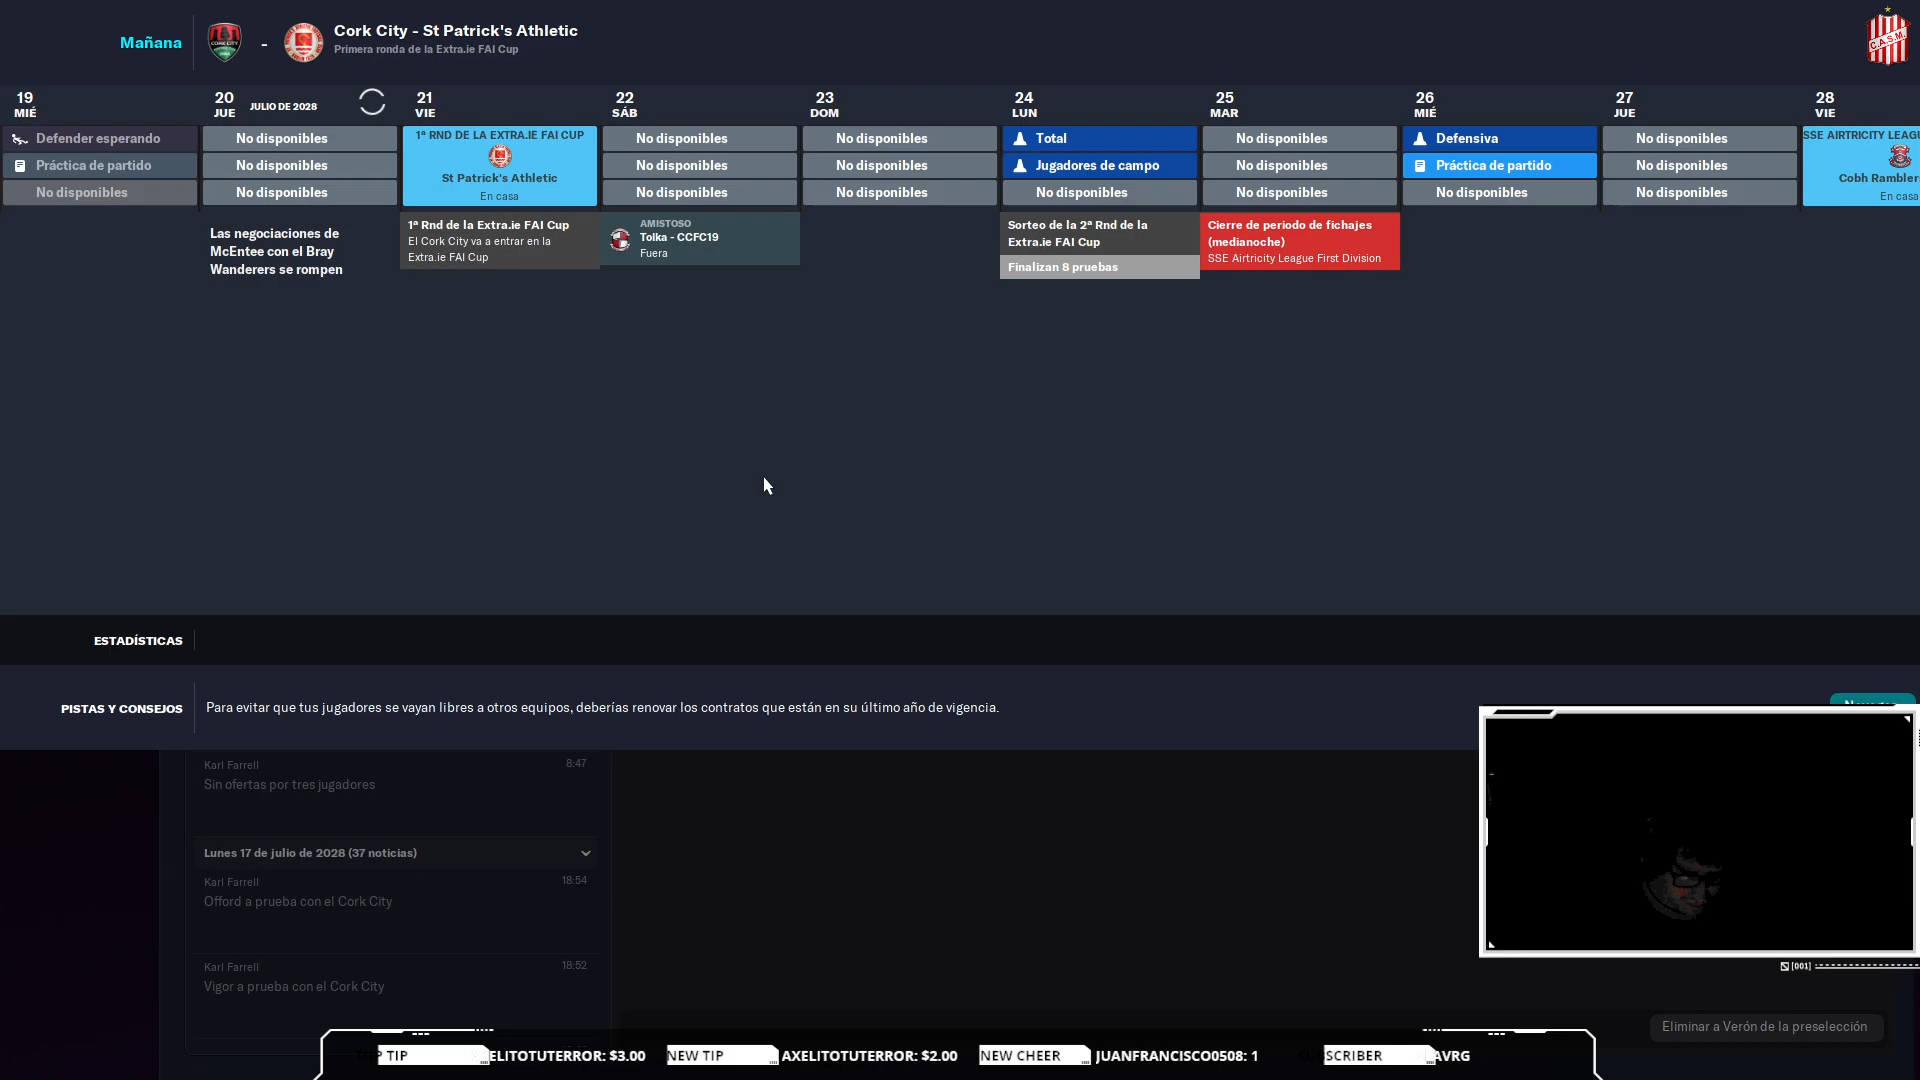 Mañana
-
Cork City - St Patrick's Athletic
Primera ronda de la Extra.ie FAI Cup
C.A.S.M.
19
MIÉ
20
JUE
JULIO DE 2028
21
VIE
22
SÁB
23
DOM
24
LUN
25
MAR
26
MIÉ
27
JUE
28
VIE
Defender esperando
Práctica de partido
No disponibles
No disponibles
No disponibles
No disponibles
1ª RND DE LA EXTRA.IE FAI CUP
St Patrick's Athletic
En casa
No disponibles
No disponibles
No disponibles
No disponibles
No disponibles
No disponibles
Total
Jugadores de campo
No disponibles
No disponibles
No disponibles
No disponibles
Defensiva
Práctica de partido
No disponibles
No disponibles
No disponibles
No disponibles
SSE AIRTRICITY LEAGU
Cobh Rambler
En casa
Las negociaciones de
McEntee con el Bray
Wanderers se rompen
1ª Rnd de la Extra.ie FAI Cup
El Cork City va a entrar en la
Extra.ie FAI Cup
AMISTOSO
Tolka - CCFC19
Fuera
Sorteo de la 2ª Rnd de la
Extra.ie FAI Cup
Finalizan 8 pruebas
Cierre de periodo de fichajes
(medianoche)
SSE Airtricity League First Division
ESTADÍSTICAS
PISTAS Y CONSEJOS
Para evitar que tus jugadores se vayan libres a otros equipos, deberías renovar los contratos que están en su último año de vigencia.
Karl Farrell
8:47
Sin ofertas por tres jugadores
Lunes 17 de julio de 2028 (37 noticias)
Karl Farrell
18:54
Offord a prueba con el Cork City
Karl Farrell
18:52
Vigor a prueba con el Cork City
[001]
Eliminar a Verón de la preselección
TOP TIP
ELITOTUTERROR: $3.00
NEW TIP
AXELITOTUTERROR: $2.00
NEW CHEER
JUANFRANCISCO0508: 1
SCRIBER
AVRG